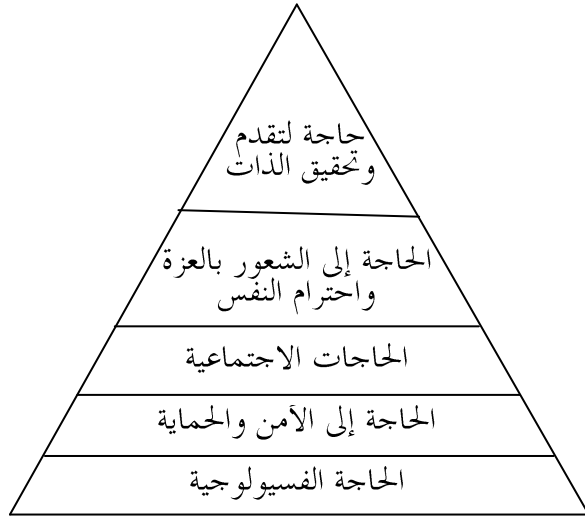 حاجة لتقدم
وتحقيق الذات
الحاجة إلى الشعور بالعزة
واحترام النفس
الحاجات الاجتماعية
الحاجة إلى الأمن والحماية
الحاجة الفسيولوجية